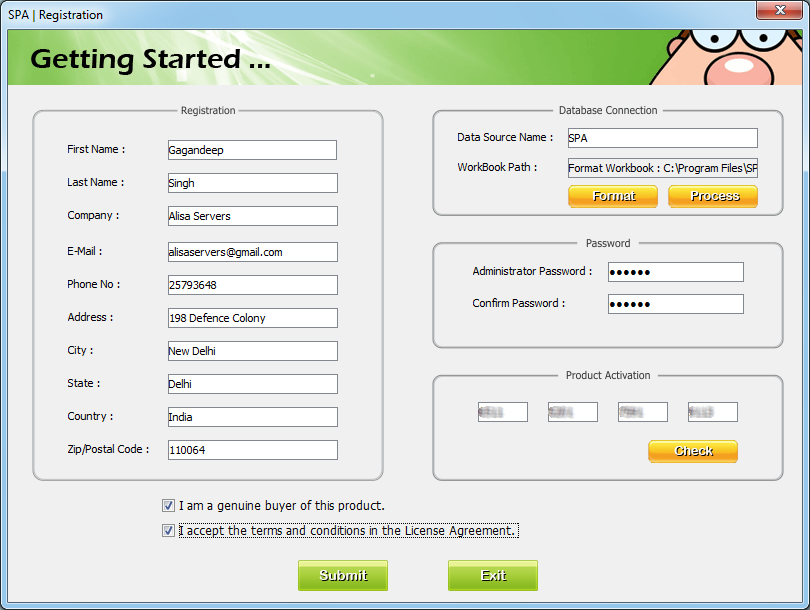 SPA | Registration
Getting Started ...
Registration
First Name : Gagandeep
Last Name : Singh
Company : Alisa Servers
E-Mail : alisaservers@gmail.com
Phone No : 25793648
Address : 198 Defence Colony
City : New Delhi
State : Delhi
Country : India
Zip/Postal Code : 110064
Database Connection
Data Source Name : SPA
WorkBook Path : Format Workbook : C:\Program Files\SP
Format Process
Password
Administrator Password : ●●●●●●
Confirm Password : ●●●●●●
Product Activation
Check
I am a genuine buyer of this product.
I accept the terms and conditions in the License Agreement.
Submit Exit